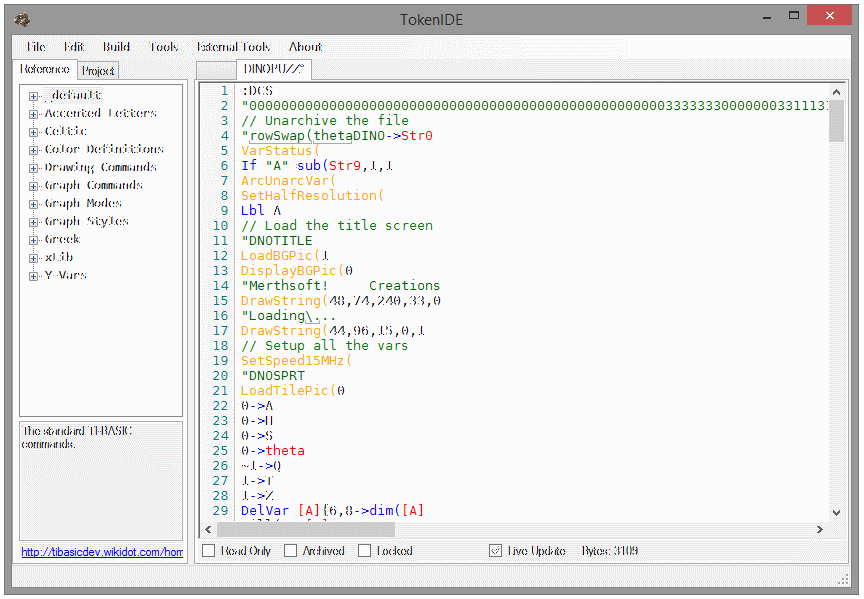 TokenIDE
File Edit Build Tools External Tools About
Reference Project
_default
Accented Letters
Celtic
Color Definitions
Drawing Commands
Graph Commands
Graph Modes
Graph Styles
Greek
xLib
Y-Vars
The standard TI-BASIC
commands.
http://tibasicdev.wikidot.com/hom
DINOPUZZ*
1 :DCS
2 "0000000000000000000000000000000000000000000000000000333333300000003311131
3 // Unarchive the file
4 "rowSwap(thetaDINO->Str0
5 VarStatus(
6 If "A" sub(Str9,1,1
7 ArcUnarcVar(
8 SetHalfResolution(
9 Lbl A
10 // Load the title screen
11 "DNOTITLE
12 LoadBGPic(1
13 DisplayBGPic(0
14 "Merthsoft!     Creations
15 DrawString(48,74,240,33,0
16 "Loading\...
17 DrawString(44,96,15,0,1
18 // Setup all the vars
19 SetSpeed15MHz(
20 "DNOSPRT
21 LoadTilePic(0
22 0->A
23 0->H
24 0->S
25 0->theta
26 ~1->Q
27 1->T
28 1->Z
29 DelVar [A]{6,8->dim([A]
Read Only Archived Locked Live Update Bytes: 3109